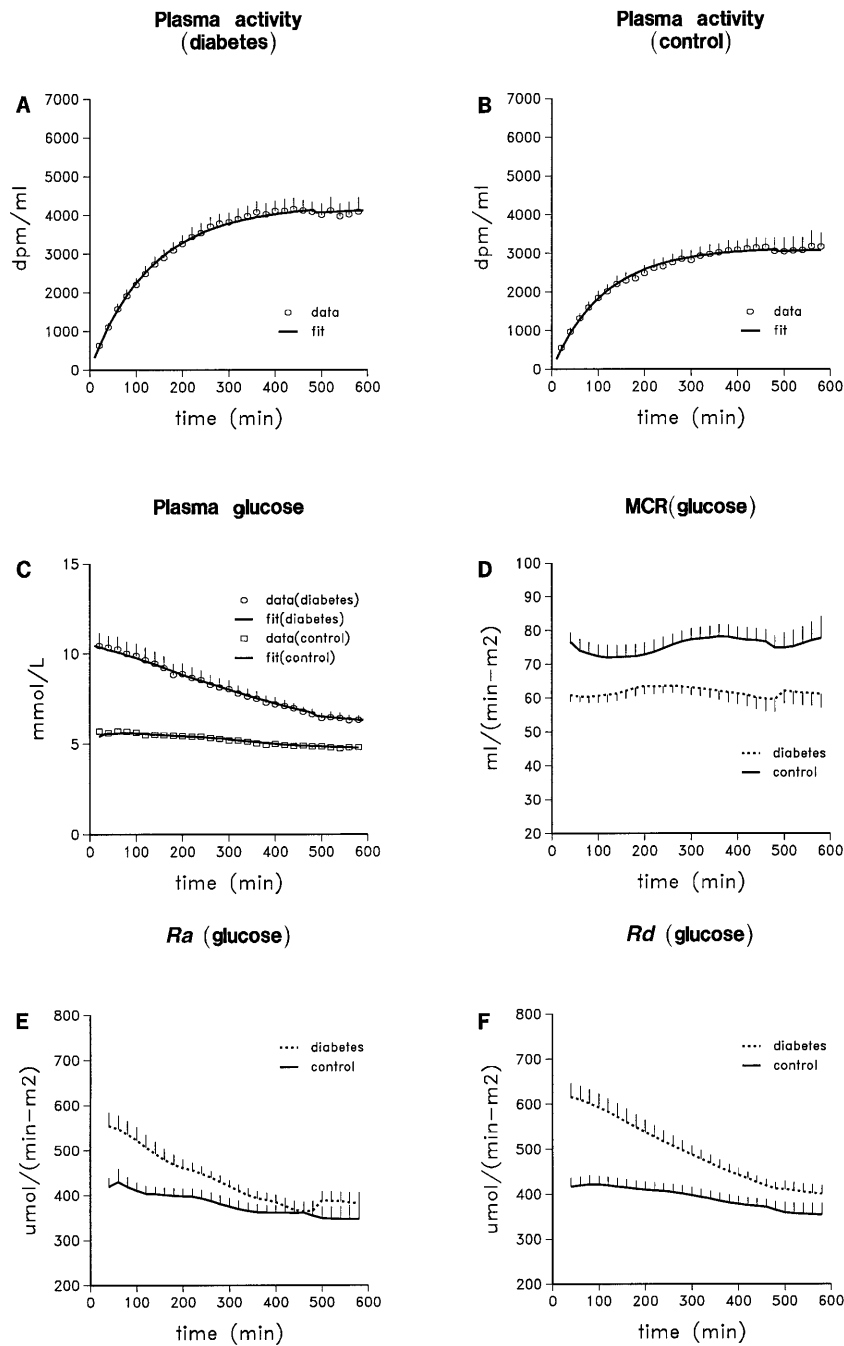 Plasma activity
(diabetes)
Plasma activity
(control)
A
7000
6000
5000
4000
3000
2000
1000
0
dpm/ml
data
fit
0 100 200 300 400 500 600
time (min)
B
7000
6000
5000
4000
3000
2000
1000
0
dpm/ml
data
fit
0 100 200 300 400 500 600
time (min)
Plasma glucose
MCR(glucose)
C
15
10
5
0
mmol/L
data(diabetes)
fit(diabetes)
data(control)
fit(control)
0 100 200 300 400 500 600
time (min)
D
100
90
80
70
60
50
40
30
20
ml/(min-m2)
diabetes
control
0 100 200 300 400 500 600
time (min)
Ra (glucose)
Rd (glucose)
E
800
700
600
500
400
300
200
umol/(min-m2)
diabetes
control
0 100 200 300 400 500 600
time (min)
F
800
700
600
500
400
300
200
umol/(min-m2)
diabetes
control
0 100 200 300 400 500 600
time (min)